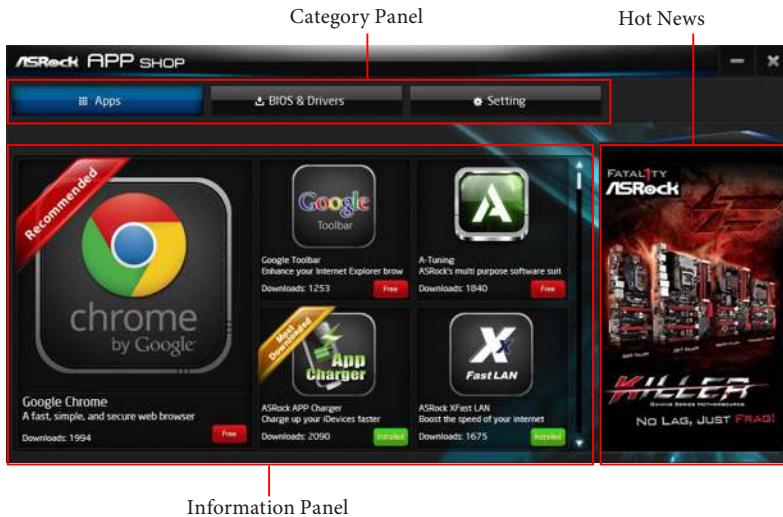 Category Panel
Hot News
ASRock APP SHOP
Apps
BIOS & Drivers
Setting
Recommended
chrome
by Google
Google Chrome
A fast, simple, and secure web browser
Downloads: 1994
Free
Google
Toolbar
Google Toolbar
Enhance your Internet Explorer brow
Downloads: 1253
Free
A-Tuning
ASRock's multi purpose software suit
Downloads: 1840
Free
Most
Downloaded
App
Charger
ASRock APP Charger
Charge up your iDevices faster
Downloads: 2090
Installed
Fast LAN
ASRock XFast LAN
Boost the speed of your internet
Downloads: 1675
Installed
FATAL1TY
ASRock
KILLER
GAMING SERIES MOTHERBOARDS
NO LAG, JUST FRAG!
Information Panel